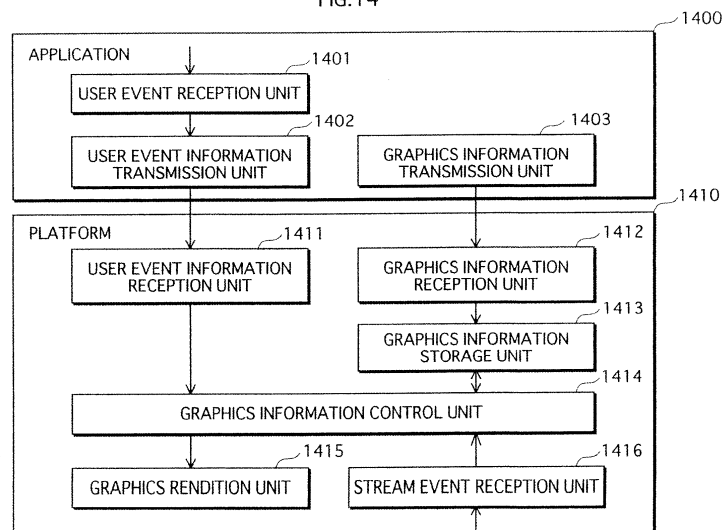 FIG.14
1400
APPLICATION
1401
USER EVENT RECEPTION UNIT
1402
USER EVENT INFORMATION
TRANSMISSION UNIT
1403
GRAPHICS INFORMATION
TRANSMISSION UNIT
1410
PLATFORM
1411
USER EVENT INFORMATION
RECEPTION UNIT
1412
GRAPHICS INFORMATION
RECEPTION UNIT
1413
GRAPHICS INFORMATION
STORAGE UNIT
1414
GRAPHICS INFORMATION CONTROL UNIT
1415
GRAPHICS RENDITION UNIT
1416
STREAM EVENT RECEPTION UNIT